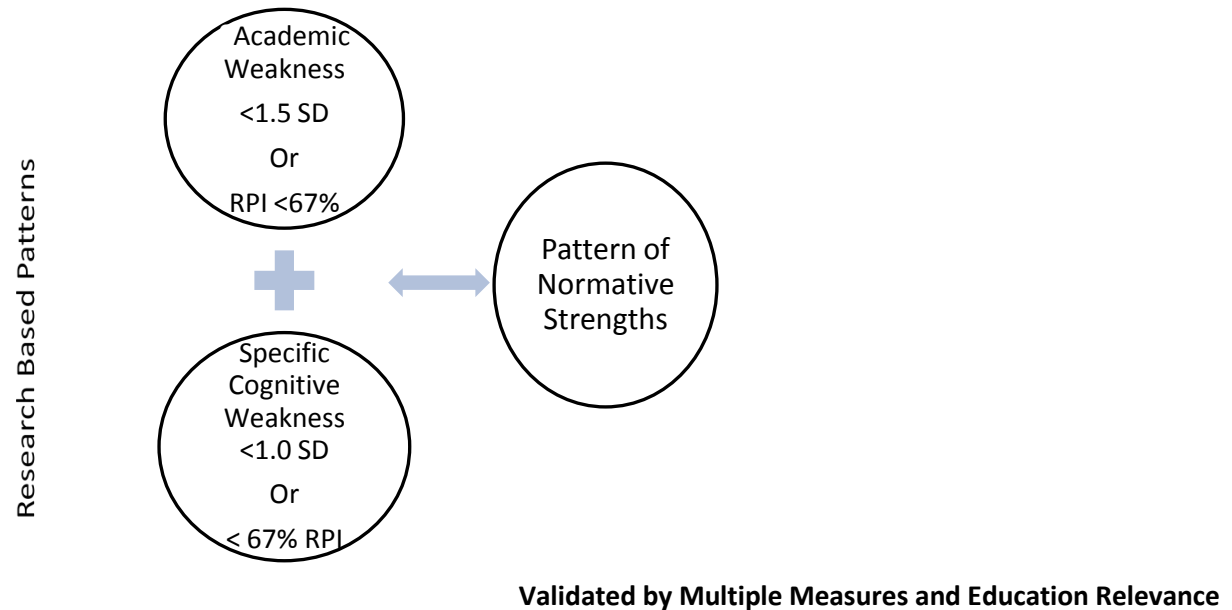 Research Based Patterns
Academic
Weakness
<1.5 SD
Or
RPI <67%
Specific
Cognitive
Weakness
<1.0 SD
Or
< 67% RPI
Pattern of
Normative
Strengths
Validated by Multiple Measures and Education Relevance